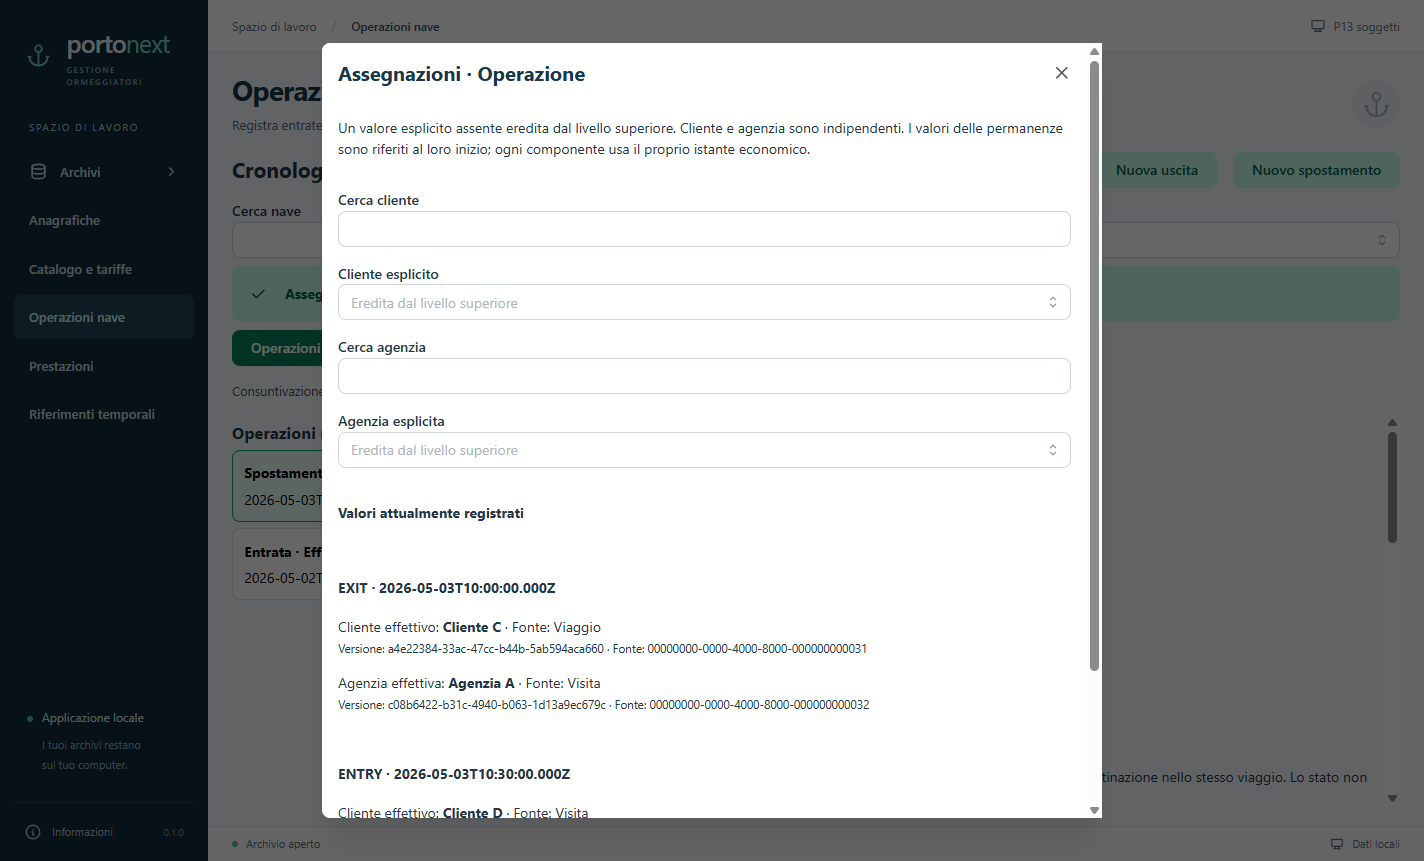 portonext
GESTIONE
ORMEGGIATORI
SPAZIO DI LAVORO
Archivi
Anagrafiche
Catalogo e tariffe
Operazioni nave
Prestazioni
Riferimenti temporali
Applicazione locale
I tuoi archivi restano
sul tuo computer.
Informazioni
0.1.0
Spazio di lavoro / Operazioni nave
P13 soggetti
Registra entrate
Nuova uscita
Nuovo spostamento
Cerca nave
Operazioni
2026-05-03T
Entrata ·
2026-05-02T
tinazione nello stesso viaggio. Lo stato non
Archivio aperto
Dati locali
Assegnazioni · Operazione
Un valore esplicito assente eredita dal livello superiore. Cliente e agenzia sono indipendenti. I valori delle permanenze
sono riferiti al loro inizio; ogni componente usa il proprio istante economico.
Cerca cliente
Cliente esplicito
Eredita dal livello superiore
Cerca agenzia
Agenzia esplicita
Eredita dal livello superiore
Valori attualmente registrati
EXIT · 2026-05-03T10:00:00.000Z
Cliente effettivo: Cliente C · Fonte: Viaggio
Versione: a4e22384-33ac-47cc-b44b-5ab594aca660 · Fonte: 00000000-0000-4000-8000-000000000031
Agenzia effettiva: Agenzia A · Fonte: Visita
Versione: c08b6422-b31c-4940-b063-1d13a9ec679c · Fonte: 00000000-0000-4000-8000-000000000032
ENTRY · 2026-05-03T10:30:00.000Z
Cliente effettivo: Cliente D · Fonte: Visita